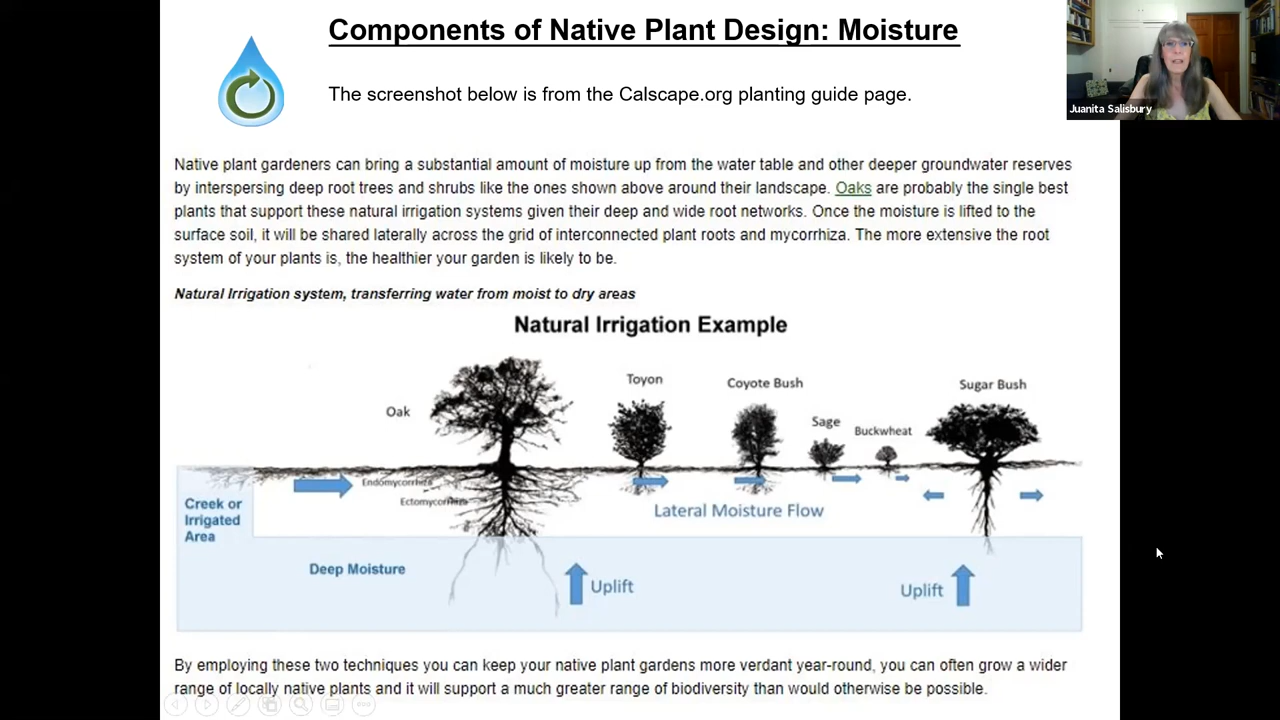 Components of Native Plant Design: Moisture
The screenshot below is from the Calscape.org planting guide page.
Juanita Salisbury
Native plant gardeners can bring a substantial amount of moisture up from the water table and other deeper groundwater reserves
by interspersing deep root trees and shrubs like the ones shown above around their landscape. Oaks are probably the single best
plants that support these natural irrigation systems given their deep and wide root networks. Once the moisture is lifted to the
surface soil, it will be shared laterally across the grid of interconnected plant roots and mycorrhiza. The more extensive the root
system of your plants is, the healthier your garden is likely to be.
Natural Irrigation system, transferring water from moist to dry areas
Natural Irrigation Example
Oak
Toyon
Coyote Bush
Sage
Buckwheat
Sugar Bush
Endomycorrhiza
Ectomycorrhiza
Creek or
Irrigated
Area
Lateral Moisture Flow
Deep Moisture
Uplift
Uplift
By employing these two techniques you can keep your native plant gardens more verdant year-round, you can often grow a wider
range of locally native plants and it will support a much greater range of biodiversity than would otherwise be possible.